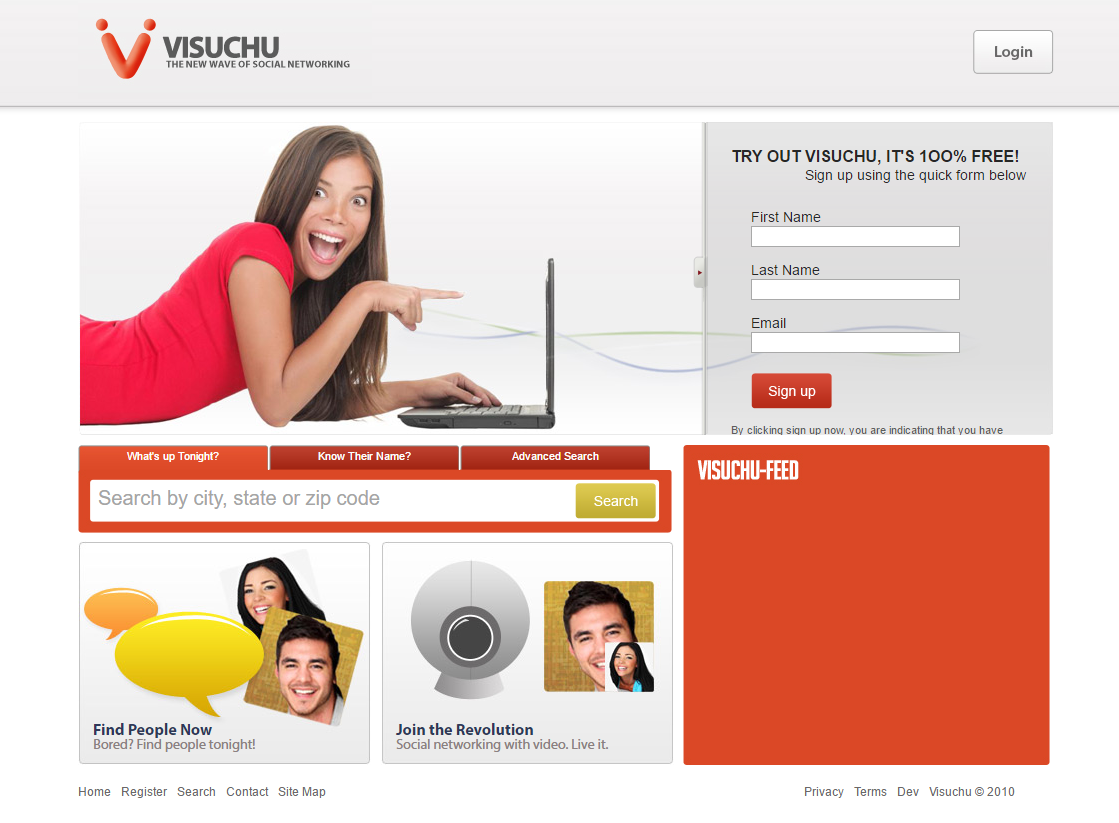 VISUCHU
THE NEW WAVE OF SOCIAL NETWORKING
Login
TRY OUT VISUCHU, IT'S 1OO% FREE!
Sign up using the quick form below
First Name
Last Name
Email
Sign up
By clicking sign up now, you are indicating that you have
What's up Tonight?
Know Their Name?
Advanced Search
Search by city, state or zip code
Search
VISUCHU-FEED
Find People Now
Bored? Find people tonight!
Join the Revolution
Social networking with video. Live it.
Home Register Search Contact Site Map
Privacy Terms Dev Visuchu © 2010